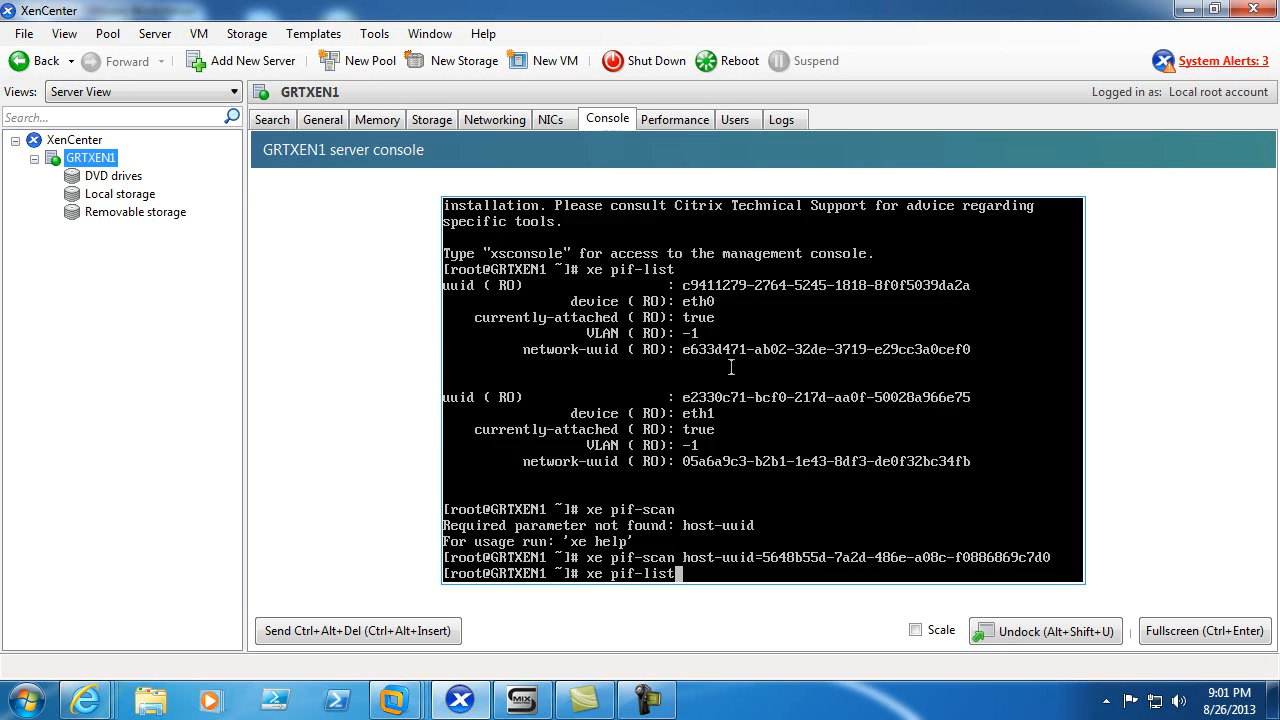 XenCenter
File View Pool Server VM Storage Templates Tools Window Help
Back Forward Add New Server New Pool New Storage New VM Shut Down Reboot Suspend System Alerts: 3
Views: Server View
GRTXEN1 Logged in as: Local root account
Search...
Search General Memory Storage Networking NICs Console Performance Users Logs
XenCenter
GRTXEN1
DVD drives
Local storage
Removable storage
GRTXEN1 server console
installation. Please consult Citrix Technical Support for advice regarding
specific tools.
Type "xsconsole" for access to the management console.
[root@GRTXEN1 ~]# xe pif-list
uuid ( RO) : c9411279-2764-5245-1818-8f0f5039da2a
device ( RO): eth0
currently-attached ( RO): true
VLAN ( RO): -1
network-uuid ( RO): e633d471-ab02-32de-3719-e29cc3a0cef0
uuid ( RO) : e2330c71-bcf0-217d-aa0f-50028a966e75
device ( RO): eth1
currently-attached ( RO): true
VLAN ( RO): -1
network-uuid ( RO): 05a6a9c3-b2b1-1e43-8df3-de0f32bc34fb
[root@GRTXEN1 ~]# xe pif-scan
Required parameter not found: host-uuid
For usage run: 'xe help'
[root@GRTXEN1 ~]# xe pif-scan host-uuid=5648b55d-7a2d-486e-a08c-f0886869c7d0
[root@GRTXEN1 ~]# xe pif-list
Send Ctrl+Alt+Del (Ctrl+Alt+Insert) Scale Undock (Alt+Shift+U) Fullscreen (Ctrl+Enter)
MIX
9:01 PM
8/26/2013